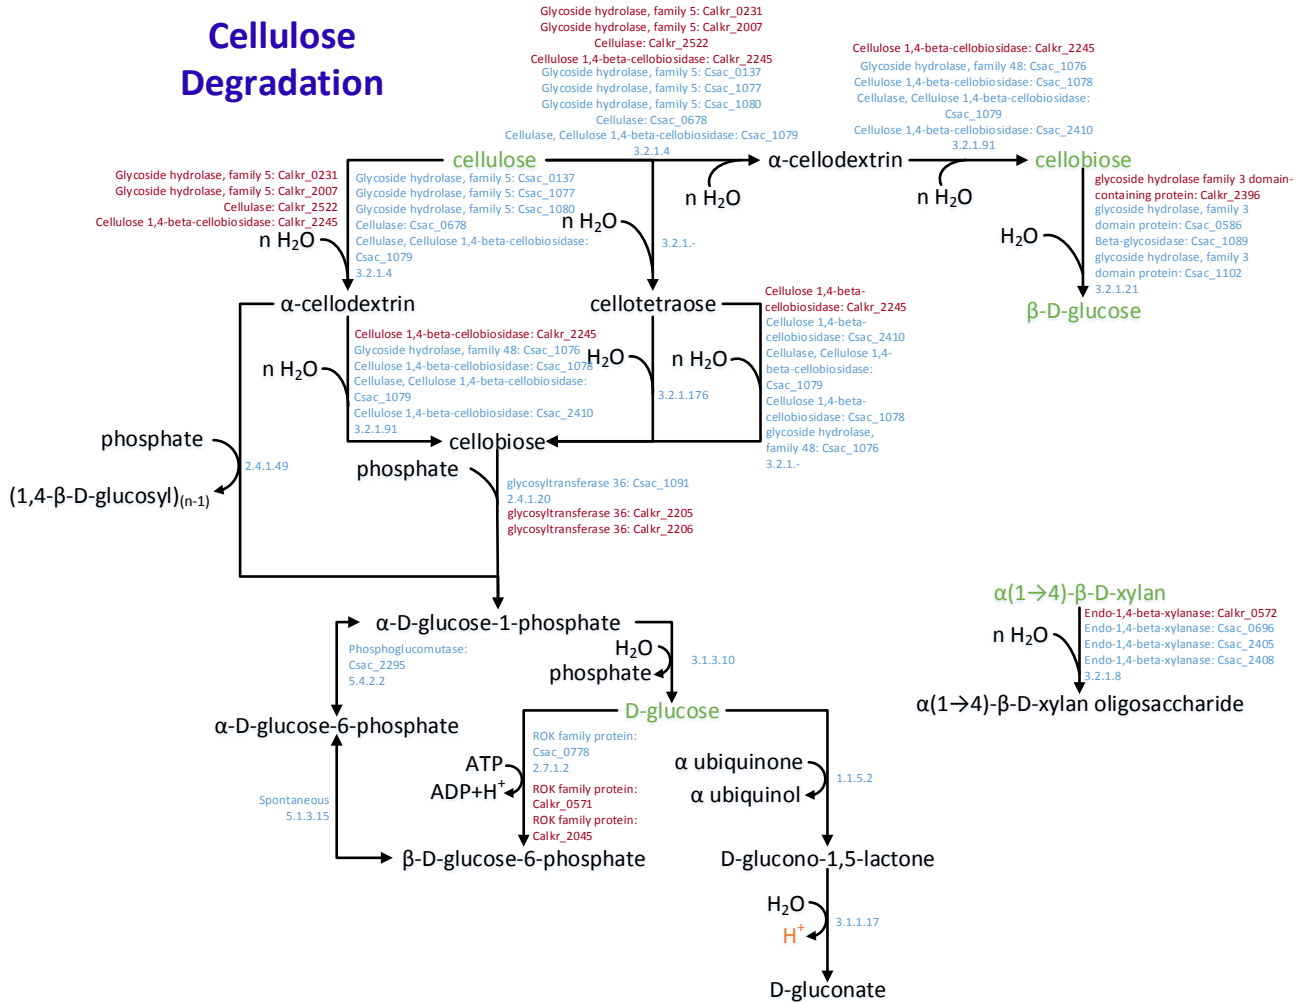 Cellulose
Degradation
Glycoside hydrolase, family 5: Calkr_0231
Glycoside hydrolase, family 5: Calkr_2007
Cellulase: Calkr_2522
Cellulose 1,4-beta-cellobiosidase: Calkr_2245
Glycoside hydrolase, family 5: Csac_0137
Glycoside hydrolase, family 5: Csac_1077
Glycoside hydrolase, family 5: Csac_1080
Cellulase: Csac_0678
Cellulase, Cellulose 1,4-beta-cellobiosidase: Csac_1079
3.2.1.4
Cellulose 1,4-beta-cellobiosidase: Calkr_2245
Glycoside hydrolase, family 48: Csac_1076
Cellulose 1,4-beta-cellobiosidase: Csac_1078
Cellulase, Cellulose 1,4-beta-cellobiosidase:
Csac_1079
Cellulose 1,4-beta-cellobiosidase: Csac_2410
3.2.1.91
cellulose
α-cellodextrin
cellobiose
n H2O
n H2O
Glycoside hydrolase, family 5: Calkr_0231
Glycoside hydrolase, family 5: Calkr_2007
Cellulase: Calkr_2522
Cellulose 1,4-beta-cellobiosidase: Calkr_2245
n H2O
Glycoside hydrolase, family 5: Csac_0137
Glycoside hydrolase, family 5: Csac_1077
Glycoside hydrolase, family 5: Csac_1080
Cellulase: Csac_0678
Cellulase, Cellulose 1,4-beta-cellobiosidase:
Csac_1079
3.2.1.4
n H2O
3.2.1.-
glycoside hydrolase family 3 domain-
containing protein: Calkr_2396
glycoside hydrolase, family 3
domain protein: Csac_0586
Beta-glycosidase: Csac_1089
glycoside hydrolase, family 3
domain protein: Csac_1102
3.2.1.21
H2O
β-D-glucose
α-cellodextrin
cellotetraose
Cellulose 1,4-beta-cellobiosidase: Calkr_2245
Glycoside hydrolase, family 48: Csac_1076
Cellulose 1,4-beta-cellobiosidase: Csac_1078
Cellulase, Cellulose 1,4-beta-cellobiosidase:
Csac_1079
Cellulose 1,4-beta-cellobiosidase: Csac_2410
3.2.1.91
n H2O
H2O
3.2.1.176
n H2O
Cellulose 1,4-beta-
cellobiosidase: Calkr_2245
Cellulose 1,4-beta-
cellobiosidase: Csac_2410
Cellulase, Cellulose 1,4-
beta-cellobiosidase:
Csac_1079
Cellulose 1,4-beta-
cellobiosidase: Csac_1078
glycoside hydrolase,
family 48: Csac_1076
3.2.1.-
cellobiose
phosphate
2.4.1.49
(1,4-β-D-glucosyl)(n-1)
phosphate
glycosyltransferase 36: Csac_1091
2.4.1.20
glycosyltransferase 36: Calkr_2205
glycosyltransferase 36: Calkr_2206
α-D-glucose-1-phosphate
Phosphoglucomutase:
Csac_2295
5.4.2.2
H2O
phosphate
3.1.3.10
α(1→4)-β-D-xylan
Endo-1,4-beta-xylanase: Calkr_0572
Endo-1,4-beta-xylanase: Csac_0696
Endo-1,4-beta-xylanase: Csac_2405
Endo-1,4-beta-xylanase: Csac_2408
3.2.1.8
n H2O
α(1→4)-β-D-xylan oligosaccharide
D-glucose
α-D-glucose-6-phosphate
ROK family protein:
Csac_0778
2.7.1.2
ROK family protein:
Calkr_0571
ROK family protein:
Calkr_2045
ATP
ADP+H+
α ubiquinone
α ubiquinol
1.1.5.2
Spontaneous
5.1.3.15
β-D-glucose-6-phosphate
D-glucono-1,5-lactone
H2O
H+
3.1.1.17
D-gluconate